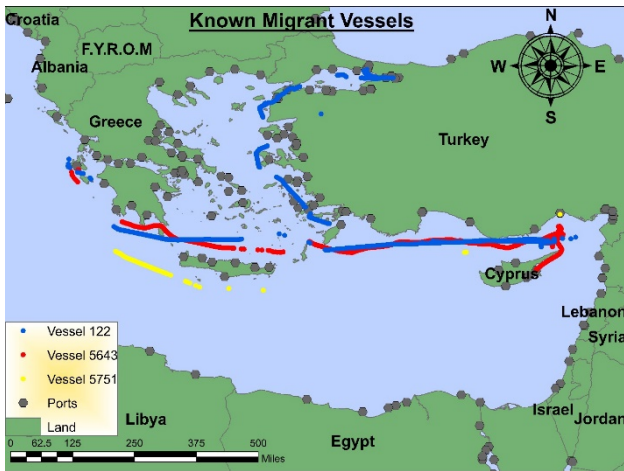 Known Migrant Vessels
Croatia
F.Y.R.O.M
Albania
Greece
Turkey
N
W E
S
Cyprus
Lebanon
Syria
Israel
Jordan
Libya
Egypt
Vessel 122
Vessel 5643
Vessel 5751
Ports
Land
0 62.5 125 250 375 500
Miles